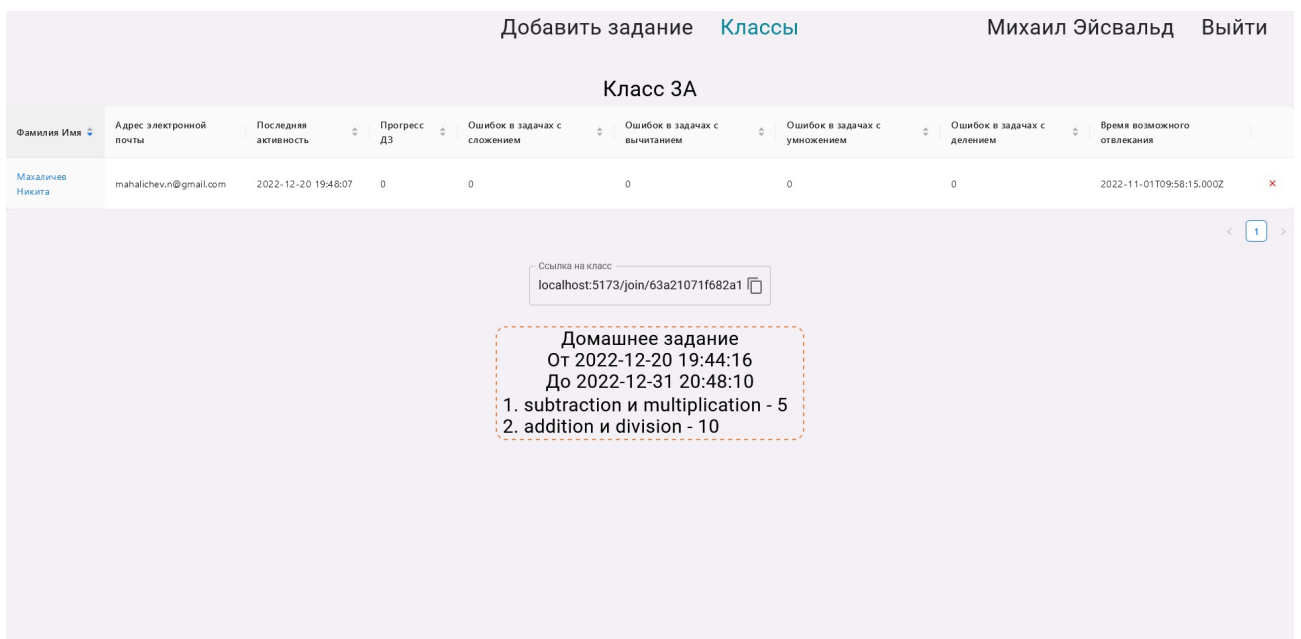 Добавить задание Классы Михаил Эйсвальд Выйти
Класс 3А
Фамилия Имя Адрес электронной почты Последняя активность Прогресс ДЗ Ошибок в задачах с сложением Ошибок в задачах с вычитанием Ошибок в задачах с умножением Ошибок в задачах с делением Время возможного отвлекания
Махаличев Никита mahalichev.n@gmail.com 2022-12-20 19:48:07 0 0 0 0 0 2022-11-01T09:58:15.000Z
1
Ссылка на класс
localhost:5173/join/63a21071f682a1
Домашнее задание
От 2022-12-20 19:44:16
До 2022-12-31 20:48:10
1. subtraction и multiplication - 5
2. addition и division - 10